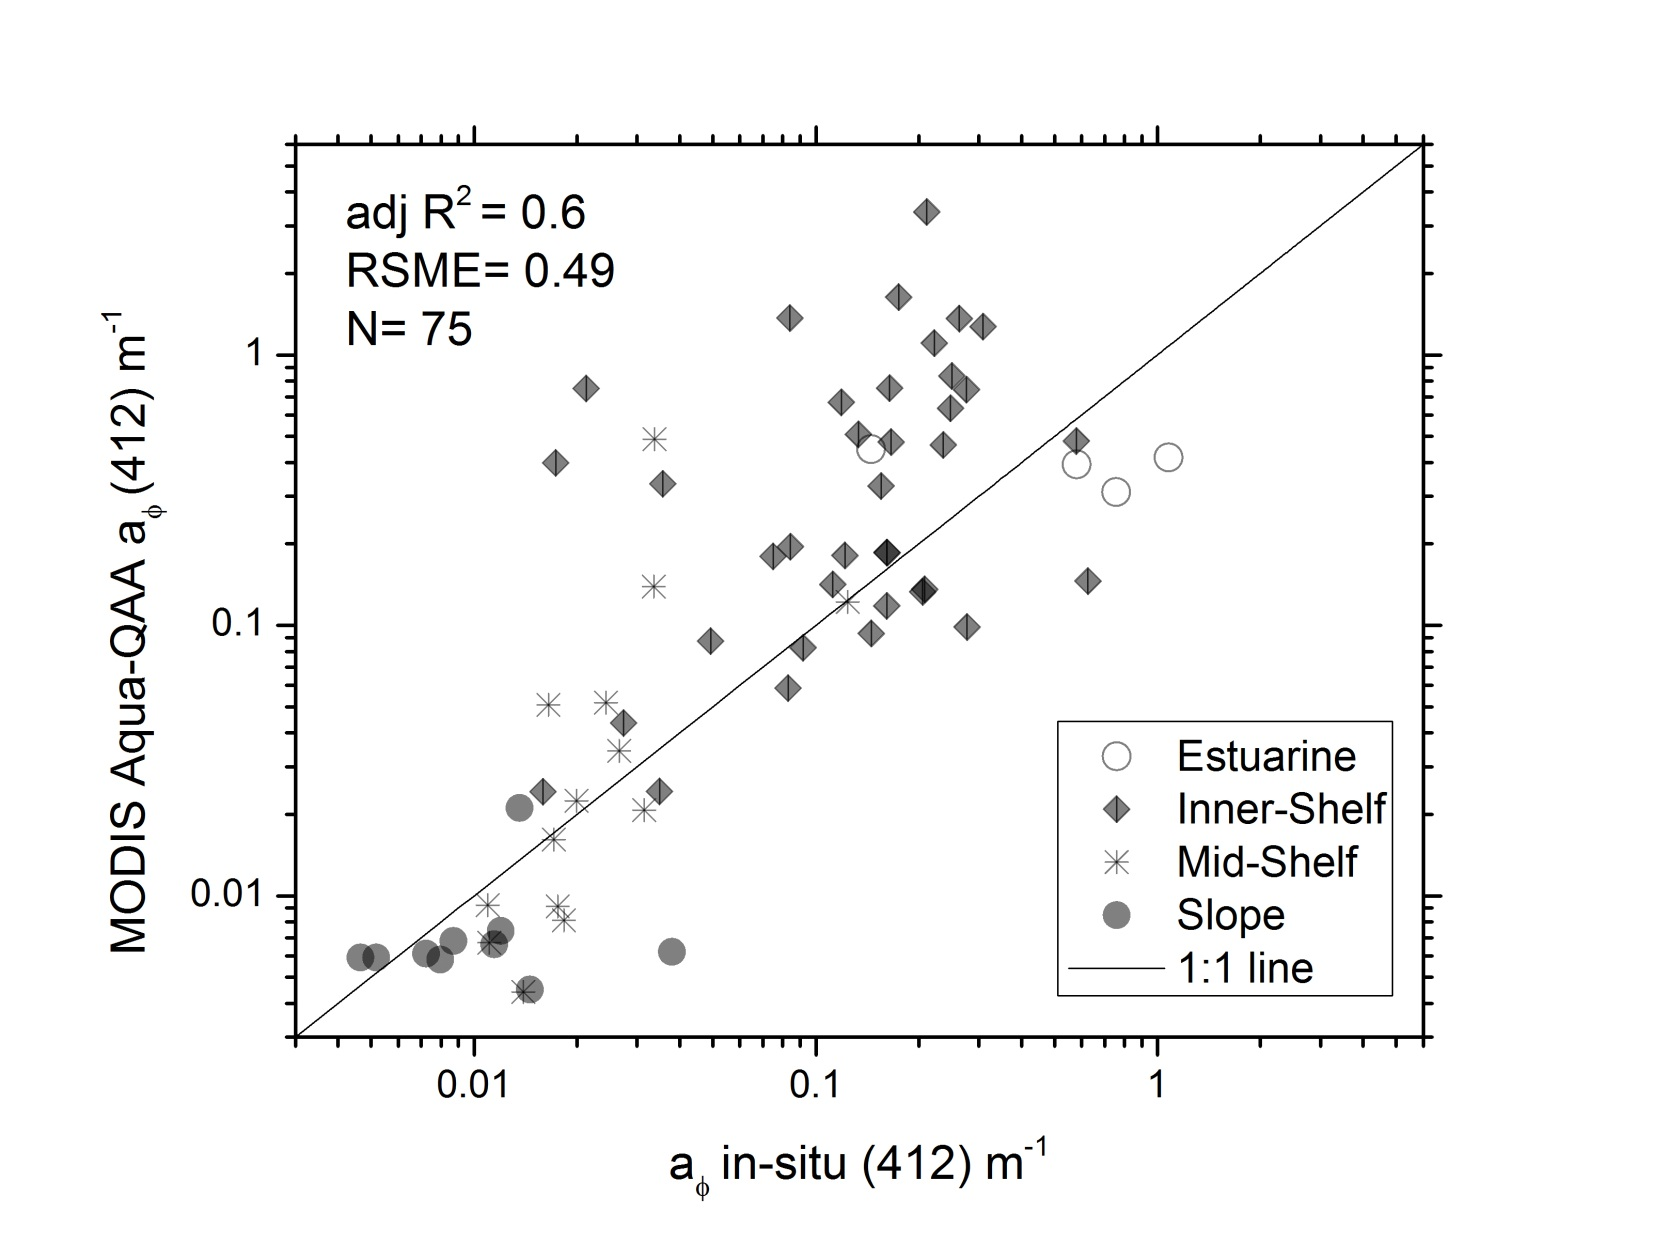 adj R² = 0.6
RSME= 0.49
N= 75
MODIS Aqua-QAA aϕ (412) m⁻¹
1
0.1
0.01
Estuarine
Inner-Shelf
Mid-Shelf
Slope
1:1 line
0.01 0.1 1
aϕ in-situ (412) m⁻¹